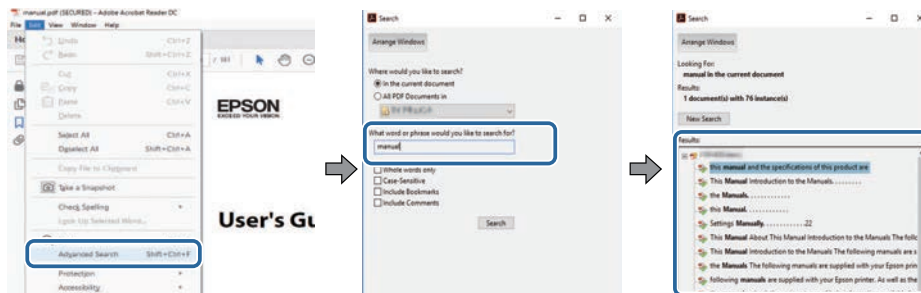 manual.pdf (SECURED) - Adobe Acrobat Reader DC
File Edit View Window Help
Undo Ctrl+Z
Redo Shift+Ctrl+Z
Cut Ctrl+X
Copy Ctrl+C
Paste Ctrl+V
Delete
Select All Ctrl+A
Deselect All Shift+Ctrl+A
Copy File to Clipboard
Take a Snapshot
Check Spelling
Look Up Selected Word...
Advanced Search Shift+Ctrl+F
Protection
Accessibility
/ 181
EPSON
EXCEED YOUR VISION
User's Gu
Search
Arrange Windows
Where would you like to search?
In the current document
All PDF Documents in
What word or phrase would you like to search for?
manual
Whole words only
Case-Sensitive
Include Bookmarks
Include Comments
Search
Search
Arrange Windows
Looking For:
manual in the current document
Results:
1 document(s) with 76 instance(s)
New Search
Results:
this manual and the specifications of this product are
This Manual Introduction to the Manuals. . . . . . . . .
the Manuals. . . . . . . . . . . . .
this Manual. . . . . . . . . . . . .
Settings Manually. . . . . . . . . . . . .22
This Manual About This Manual Introduction to the Manuals The follo
This Manual Introduction to the Manuals The following manuals are s
the Manuals The following manuals are supplied with your Epson prin
following manuals are supplied with your Epson printer. As well as the